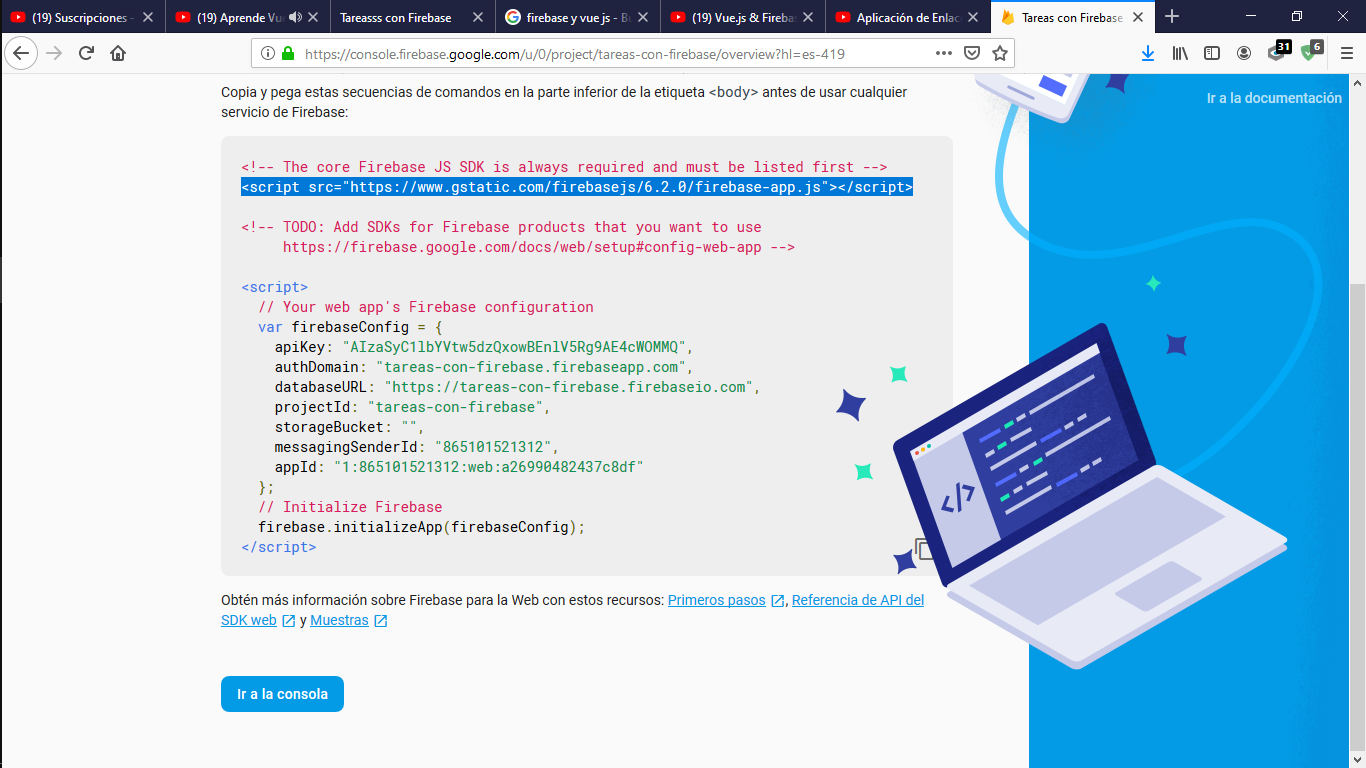 (19) Suscripciones -
(19) Aprende Vu
Tareasss con Firebase
firebase y vue js - Bu
(19) Vue.js & Fireba
Aplicación de Enlac
Tareas con Firebase
https://console.firebase.google.com/u/0/project/tareas-con-firebase/overview?hl=es-419
31
6
Ir a la documentación
Copia y pega estas secuencias de comandos en la parte inferior de la etiqueta <body> antes de usar cualquier
servicio de Firebase:
<!-- The core Firebase JS SDK is always required and must be listed first -->
<script src="https://www.gstatic.com/firebasejs/6.2.0/firebase-app.js"></script>
<!-- TODO: Add SDKs for Firebase products that you want to use
https://firebase.google.com/docs/web/setup#config-web-app -->
<script>
// Your web app's Firebase configuration
var firebaseConfig = {
apiKey: "AIzaSyC1lbYVtw5dzQxowBEnlV5Rg9AE4cWOMMQ",
authDomain: "tareas-con-firebase.firebaseapp.com",
databaseURL: "https://tareas-con-firebase.firebaseio.com",
projectId: "tareas-con-firebase",
storageBucket: "",
messagingSenderId: "865101521312",
appId: "1:865101521312:web:a26990482437c8df"
};
// Initialize Firebase
firebase.initializeApp(firebaseConfig);
</script>
</>
Obtén más información sobre Firebase para la Web con estos recursos: Primeros pasos , Referencia de API del
SDK web y Muestras
Ir a la consola